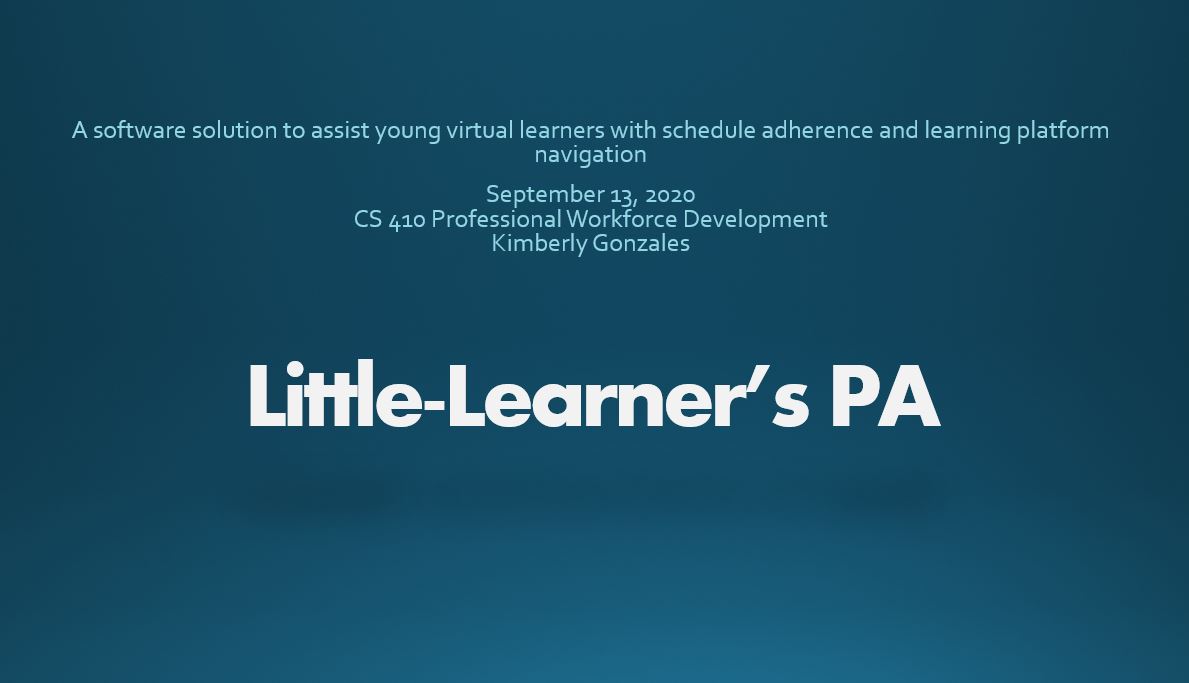 A software solution to assist young virtual learners with schedule adherence and learning platform
navigation
September 13, 2020
CS 410 Professional Workforce Development
Kimberly Gonzales
Little-Learner’s PA